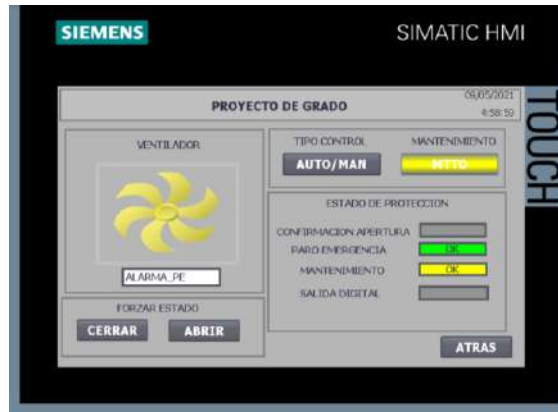 SIEMENS
SIMATIC HMI
TOUCH
PROYECTO DE GRADO
09/05/2021
4:58:59
VENTILADOR
ALARMA_PE
FORZAR ESTADO
CERRAR
ABRIR
TIPO CONTROL
AUTO/MAN
MANTENIMIENTO
MTTO
ESTADO DE PROTECCION
CONFIRMACION APERTURA
PARO EMERGENCIA OK
MANTENIMIENTO OK
SALIDA DIGITAL
ATRAS